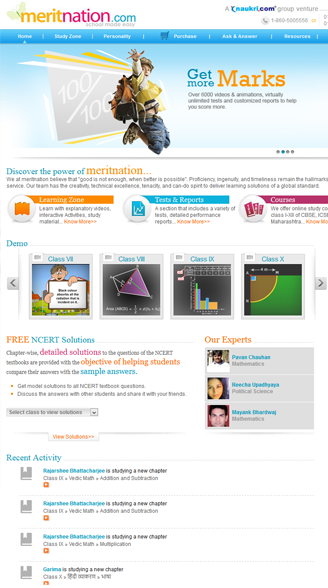 meritnation.com
school made easy
A naukri.com group venture ....
1-860-5005556 or
Home Study Zone Personality Purchase Ask & Answer Resources
Get
more Marks
Over 6000 videos & animations, virtually
unlimited tests and customized reports to help
you score more.
Discover the power of meritnation...
We at meritnation believe that "good is not enough, when better is possible". Proficiency, ingenuity, and timeliness remain the hallmarks
service. Our team has the creativity, technical excellence, tenacity, and can-do spirit to deliver learning solutions of a global standard.
Learning Zone
Learn with explanatory videos,
interactive Activities, study
material... Know More>>
Tests & Reports
A section that includes a variety of
tests, detailed performance
reports... Know More>>
Courses
We offer online study co
class I-XII of CBSE, ICSE
Maharashtra... Know
Demo
Class VII
Class VIII
Class IX
Class X
FREE NCERT Solutions
chapter-wise, detailed solutions to the questions of the NCERT
textbooks are provided with the objective of helping students
compare their answers with the sample answers.
Get model solutions to all NCERT textbook questions.
Discuss the answers with other students and share it with your friends.
Select class to view solutions
View Solutions>>
Our Experts
Pavan Chauhan
Mathematics
Neecha Upadhyaya
Political Science
Mayank Bhardwaj
Mathematics
Recent Activity
Rajarshee Bhattacharjee is studying a new chapter
Class IX » Vedic Math » Addition and Subtraction
Rajarshee Bhattacharjee is studying a new chapter
Class IX » Vedic Math » Addition and Subtraction
Rajarshee Bhattacharjee is studying a new chapter
Class IX » Vedic Math » Multiplication
Garima is studying a new chapter
Class X » हिंदी व्याकरण » भाषा